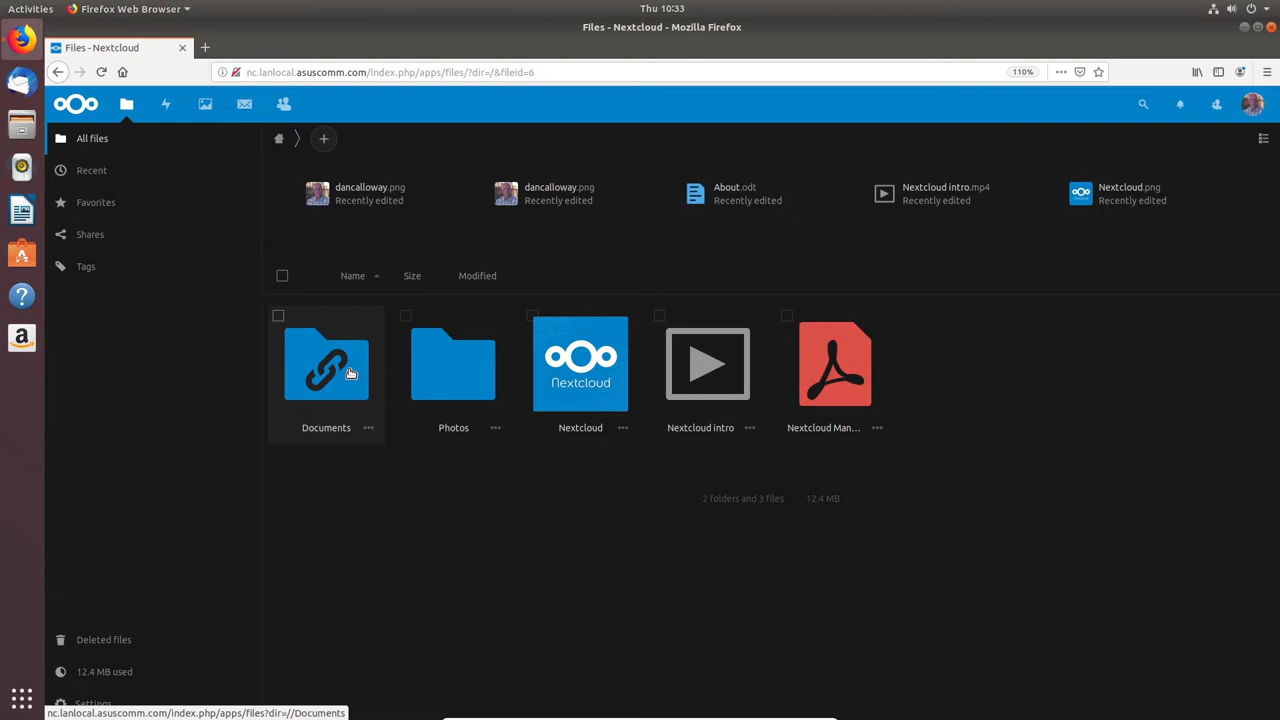 Activities Firefox Web Browser Thu 10:33
Files - Nextcloud - Mozilla Firefox
Files - Nextcloud
nc.lanlocal.asuscomm.com/index.php/apps/files/?dir=/&fileid=6 110%
All files
Recent
Favorites
Shares
Tags
dancalloway.png dancalloway.png About.odt Nextcloud intro.mp4 Nextcloud.png
Recently edited Recently edited Recently edited Recently edited Recently edited
Name Size Modified
Nextcloud
Documents Photos Nextcloud Nextcloud intro Nextcloud Man...
2 folders and 3 files 12.4 MB
Deleted files
12.4 MB used
Settings
nc.lanlocal.asuscomm.com/index.php/apps/files?dir=//Documents